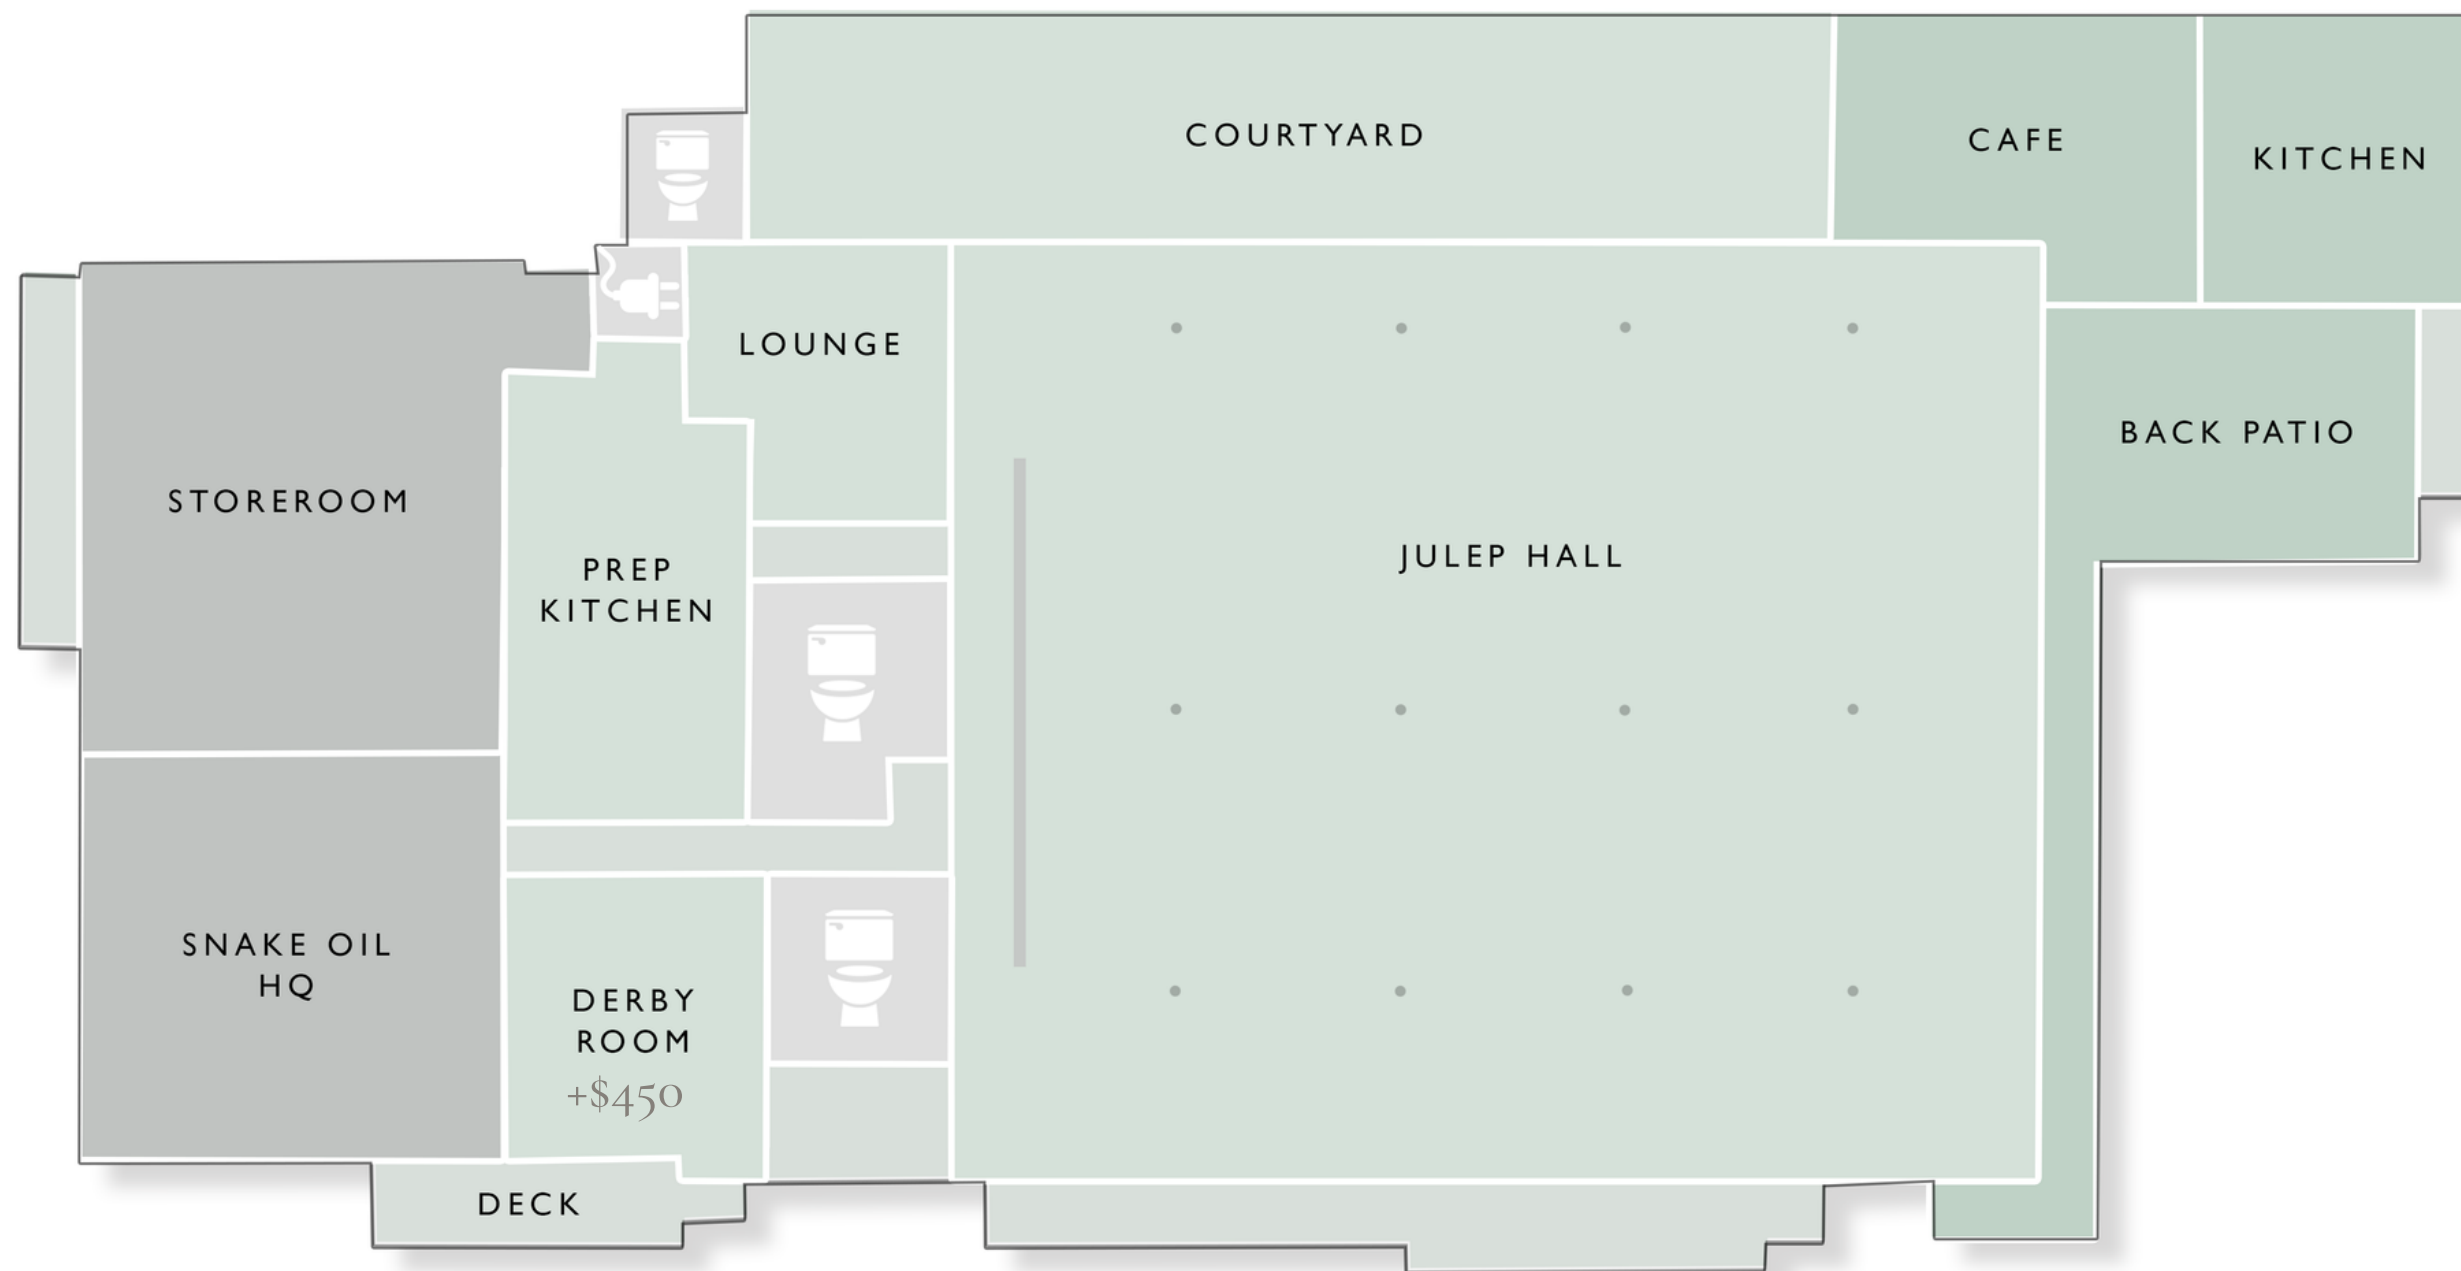 COURTYARD
CAFE
KITCHEN
LOUNGE
BACK PATIO
STOREROOM
PREP
KITCHEN
JULEP HALL
SNAKE OIL
HQ
DERBY
ROOM
+$450
DECK